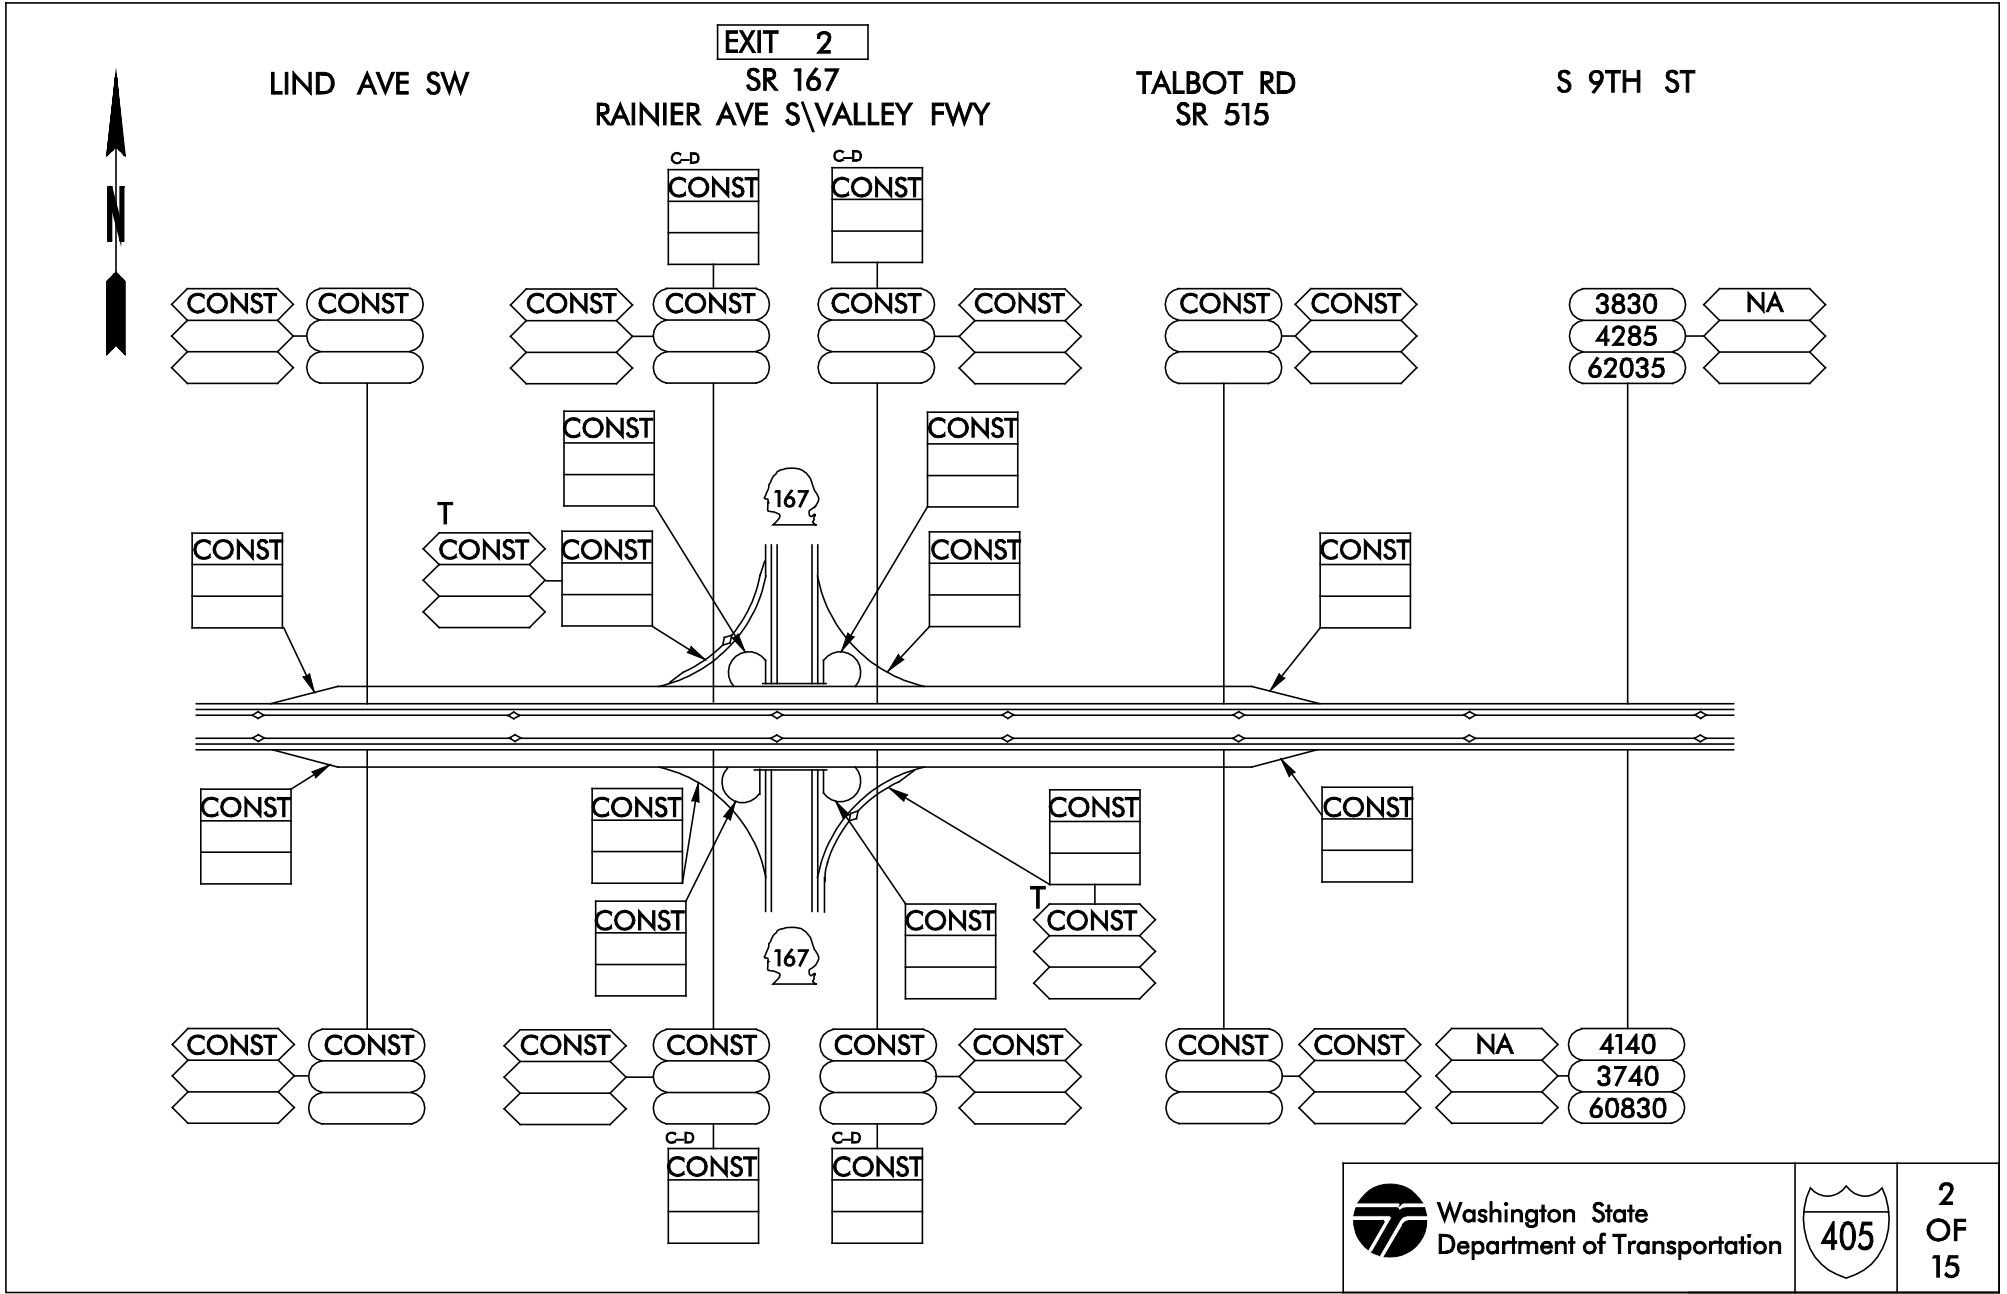 EXIT 2
LIND AVE SW
SR 167
RAINIER AVE S\VALLEY FWY
TALBOT RD
SR 515
S 9TH ST
N
C-D
CONST
C-D
CONST
CONST CONST
CONST CONST
CONST CONST
CONST CONST
3830 NA
4285
62035
CONST
CONST
167
T
CONST
CONST CONST
CONST
CONST
CONST
CONST
CONST
CONST
CONST
CONST
T
CONST
167
CONST CONST
CONST CONST
CONST CONST
CONST CONST
NA 4140
3740
60830
C-D
CONST
C-D
CONST
Washington State
Department of Transportation
405
2
OF
15